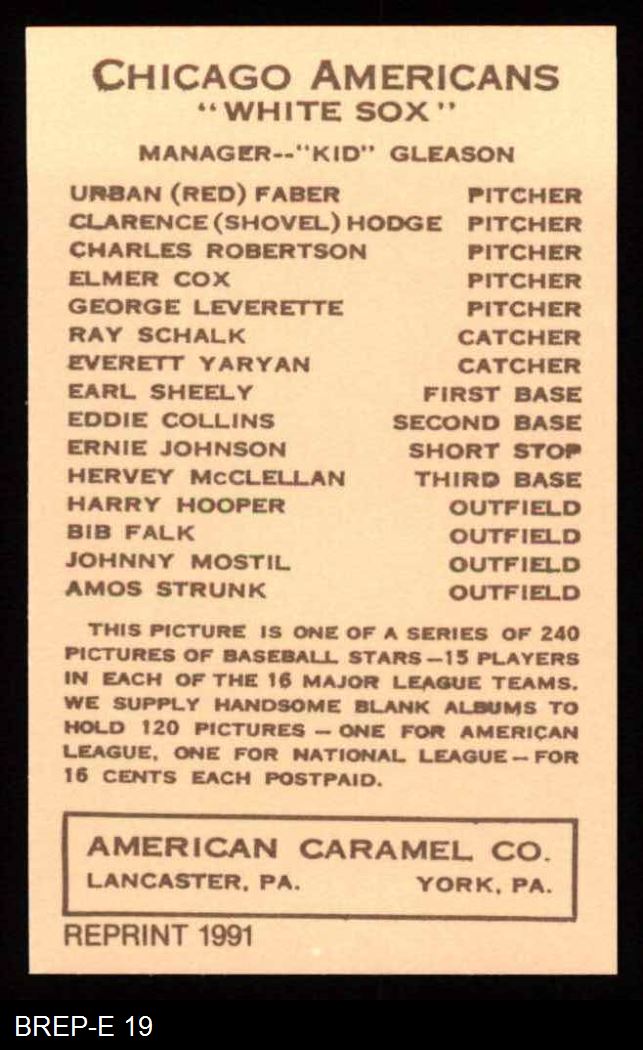 CHICAGO AMERICANS
"WHITE SOX"
MANAGER--"KID" GLEASON
URBAN (RED) FABER PITCHER
CLARENCE (SHOVEL) HODGE PITCHER
CHARLES ROBERTSON PITCHER
ELMER COX PITCHER
GEORGE LEVERETTE PITCHER
RAY SCHALK CATCHER
EVERETT YARYAN CATCHER
EARL SHEELY FIRST BASE
EDDIE COLLINS SECOND BASE
ERNIE JOHNSON SHORT STOP
HERVEY McCLELLAN THIRD BASE
HARRY HOOPER OUTFIELD
BIB FALK OUTFIELD
JOHNNY MOSTIL OUTFIELD
AMOS STRUNK OUTFIELD
THIS PICTURE IS ONE OF A SERIES OF 240
PICTURES OF BASEBALL STARS—15 PLAYERS
IN EACH OF THE 16 MAJOR LEAGUE TEAMS.
WE SUPPLY HANDSOME BLANK ALBUMS TO
HOLD 120 PICTURES — ONE FOR AMERICAN
LEAGUE, ONE FOR NATIONAL LEAGUE — FOR
16 CENTS EACH POSTPAID.
AMERICAN CARAMEL CO.
LANCASTER, PA. YORK, PA.
REPRINT 1991
BREP-E 19